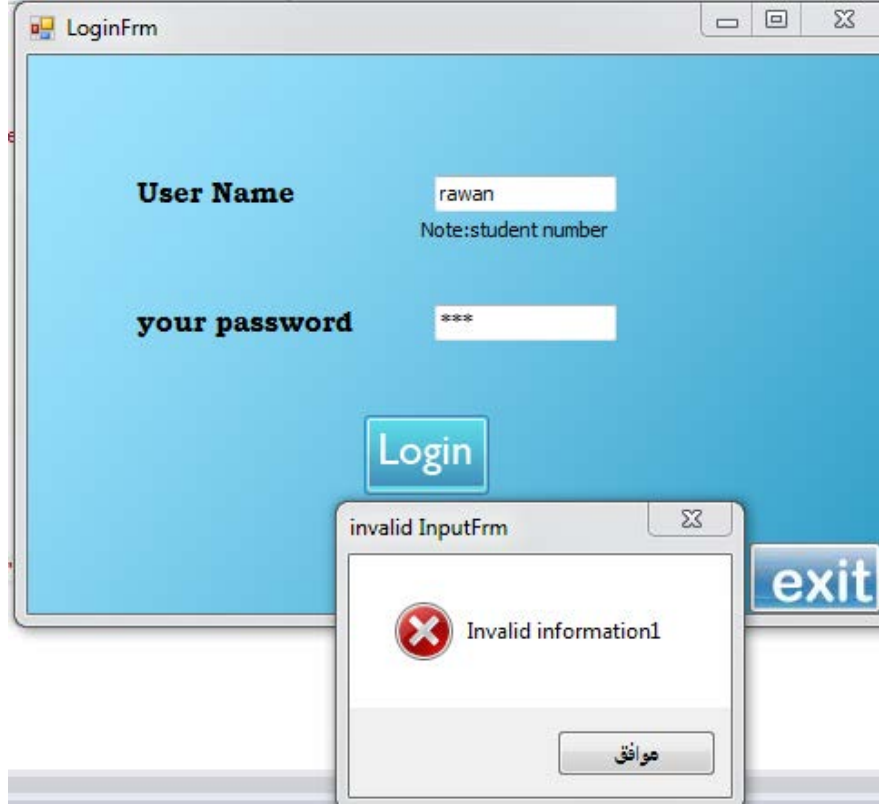 LoginFrm
User Name
rawan
Note:student number
your password
***
Login
exit
invalid InputFrm
Invalid information1
موافق